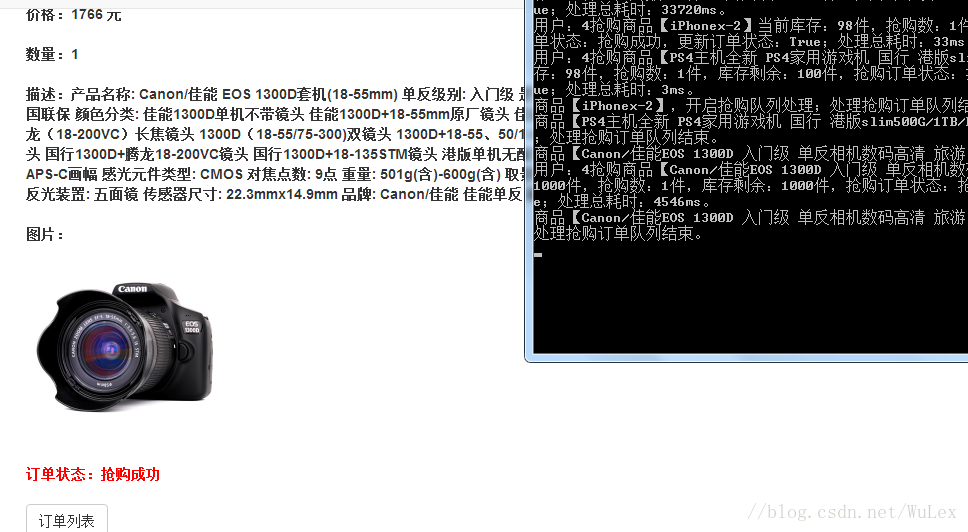 价格：1766 元
数量：1
描述：产品名称: Canon/佳能 EOS 1300D套机(18-55mm) 单反级别: 入门级
国联保 颜色分类: 佳能1300D单机不带镜头 佳能1300D+18-55mm原厂镜头
龙（18-200VC）长焦镜头 1300D（18-55/75-300)双镜头 1300D+18-55、50/1
头 国行1300D+腾龙18-200VC镜头 国行1300D+18-135STM镜头 港版单机无
APS-C画幅 感光元件类型: CMOS 对焦点数: 9点 重量: 501g(含)-600g(含) 取
反光装置: 五面镜 传感器尺寸: 22.3mmx14.9mm 品牌: Canon/佳能 佳能单反
图片：
Canon
EOS
1300D
订单状态：抢购成功
订单列表
ue；处理总耗时：33720ms。
用户：4抢购商品【iPhonex-2】当前库存：98件，抢购数：1件
单状态：抢购成功，更新订单状态：True；处理总耗时：33ms
用户：4抢购商品【PS4主机全新 PS4家用游戏机 国行 港版sli
存：98件，抢购数：1件，库存剩余：100件，抢购订单状态：
ue；处理总耗时：3ms。
商品【iPhonex-2】，开启抢购队列处理；处理抢购订单队列结
商品【PS4主机全新 PS4家用游戏机 国行 港版slim500G/1TB/
；处理抢购订单队列结束。
商品【Canon/佳能EOS 1300D 入门级 单反相机数码高清 旅游
用户：4抢购商品【Canon/佳能EOS 1300D 入门级 单反相机数
1000件，抢购数：1件，库存剩余：1000件，抢购订单状态：抢
e；处理总耗时：4546ms。
商品【Canon/佳能EOS 1300D 入门级 单反相机数码高清 旅游
处理抢购订单队列结束。
//blog.csdn.net/WuLex